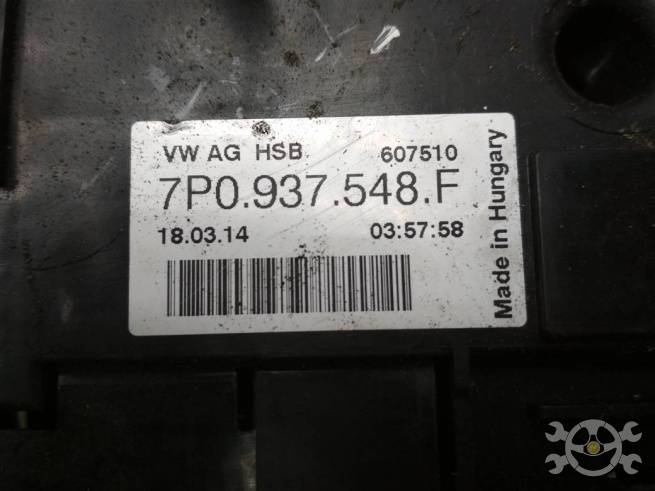 VW AG HSB 607510
7P0.937.548.F
18.03.14 03:57:58
Made in Hungary